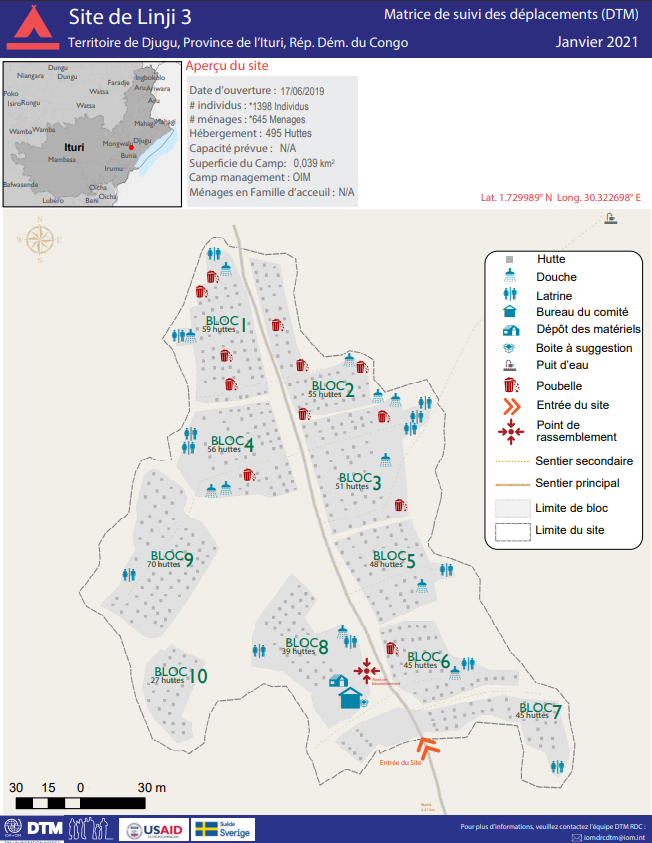 Site de Linji 3
Matrice de suivi des déplacements (DTM)
Territoire de Djugu, Province de l'Ituri, Rép. Dém. du Congo
Janvier 2021
Aperçu du site
Date d'ouverture : 17/06/2019
# individus : *1398 Individus
# ménages : *645 Menages
Hébergement : 495 Huttes
Capacité prévue : N/A
Superficie du Camp: 0,039 km²
Camp management : OIM
Ménages en Famille d'acceuil : N/A
Dungu
Niangara
Dungu
Faradje
Ingbokolo
Aru
Ariwara
Poko
Isiro
Rungu
Watsa
Watsa
Aru
Wamba
Wamba
Mahagi
Mahagi
Ituri
Mongwalu
Djugu
Mambasa
Bunia
Irumu
Bafwasende
Oicha
Lubero
Beni
Oicha
Lat. 1.729989° N Long. 30.322698° E
N
W
E
S
Hutte
Douche
Latrine
Bureau du comité
Dépôt des matériels
Boite à suggestion
Puit d'eau
Poubelle
Entrée du site
Point de
rassemblement
Sentier secondaire
Sentier principal
Limite de bloc
Limite du site
BLOC 1
59 huttes
BLOC 2
55 huttes
BLOC 4
56 huttes
BLOC 3
51 huttes
BLOC 9
70 huttes
BLOC 5
48 huttes
BLOC 8
39 huttes
BLOC 6
45 huttes
BLOC 10
27 huttes
BLOC 7
45 huttes
Entrée du Site
30 15 0 30 m
OIM • IOM
DTM
USAID
Suède
Sverige
Pour plus d'informations, veuillez contactez l'équipe DTM RDC :
iomdrcdtm@iom.int